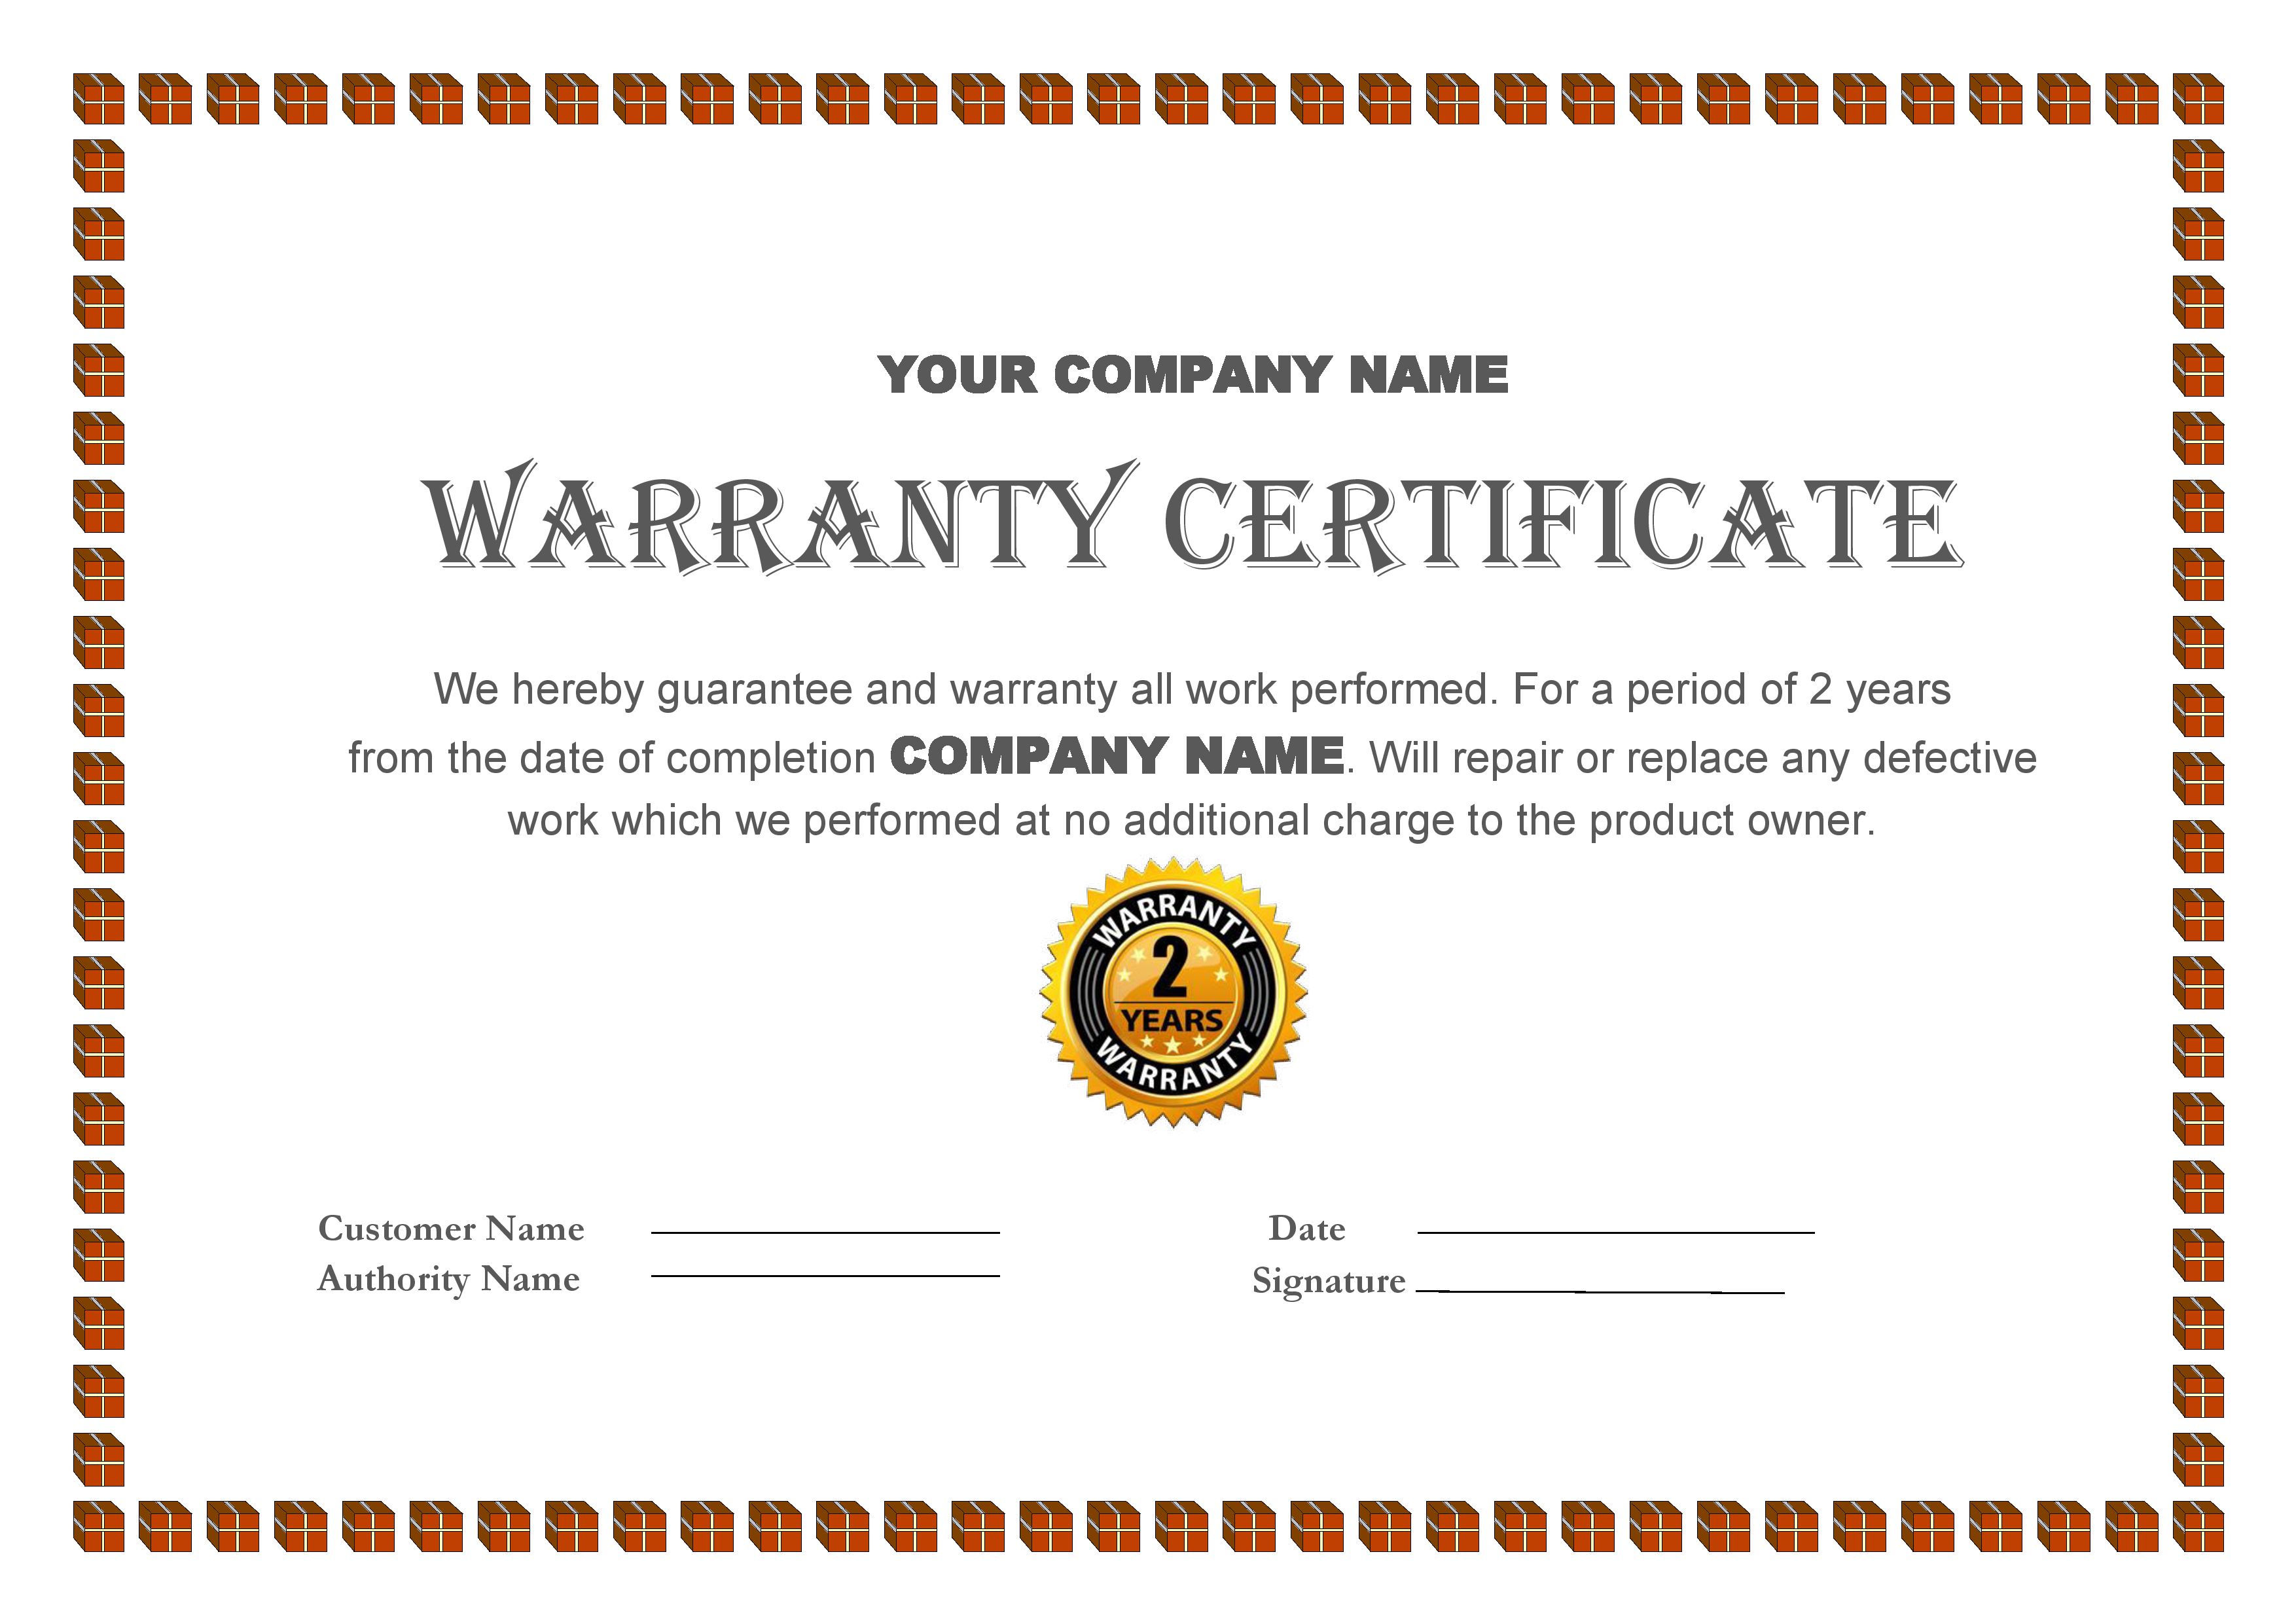 YOUR COMPANY NAME
WARRANTY CERTIFICATE
We hereby guarantee and warranty all work performed. For a period of 2 years
from the date of completion COMPANY NAME. Will repair or replace any defective
work which we performed at no additional charge to the product owner.
WARRANTY
2
YEARS
WARRANTY
Customer Name
Date
Authority Name
Signature